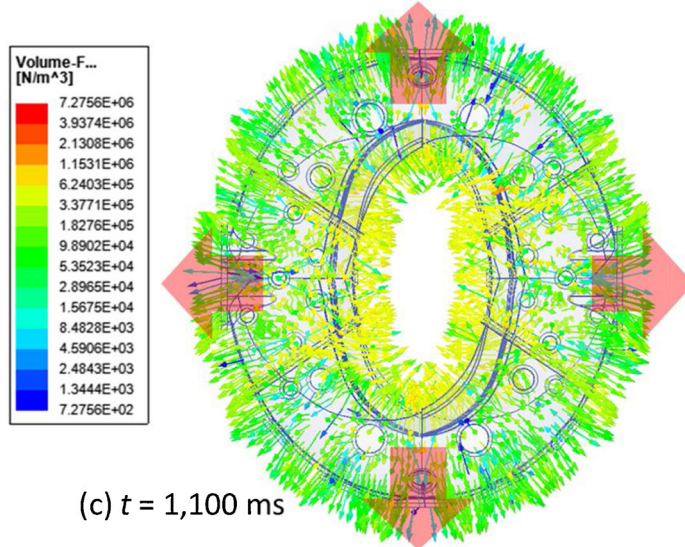 Volume-F...
[N/m^3]
7.2756E+06
3.9374E+06
2.1308E+06
1.1531E+06
6.2403E+05
3.3771E+05
1.8276E+05
9.8902E+04
5.3523E+04
2.8965E+04
1.5675E+04
8.4828E+03
4.5906E+03
2.4843E+03
1.3444E+03
7.2756E+02
(c) t = 1,100 ms